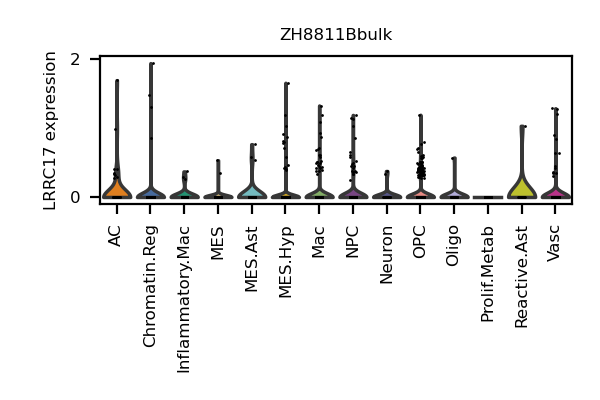 ZH8811Bbulk
LRRC17 expression
2
0
AC
Chromatin.Reg
Inflammatory.Mac
MES
MES.Ast
MES.Hyp
Mac
NPC
Neuron
OPC
Oligo
Prolif.Metab
Reactive.Ast
Vasc